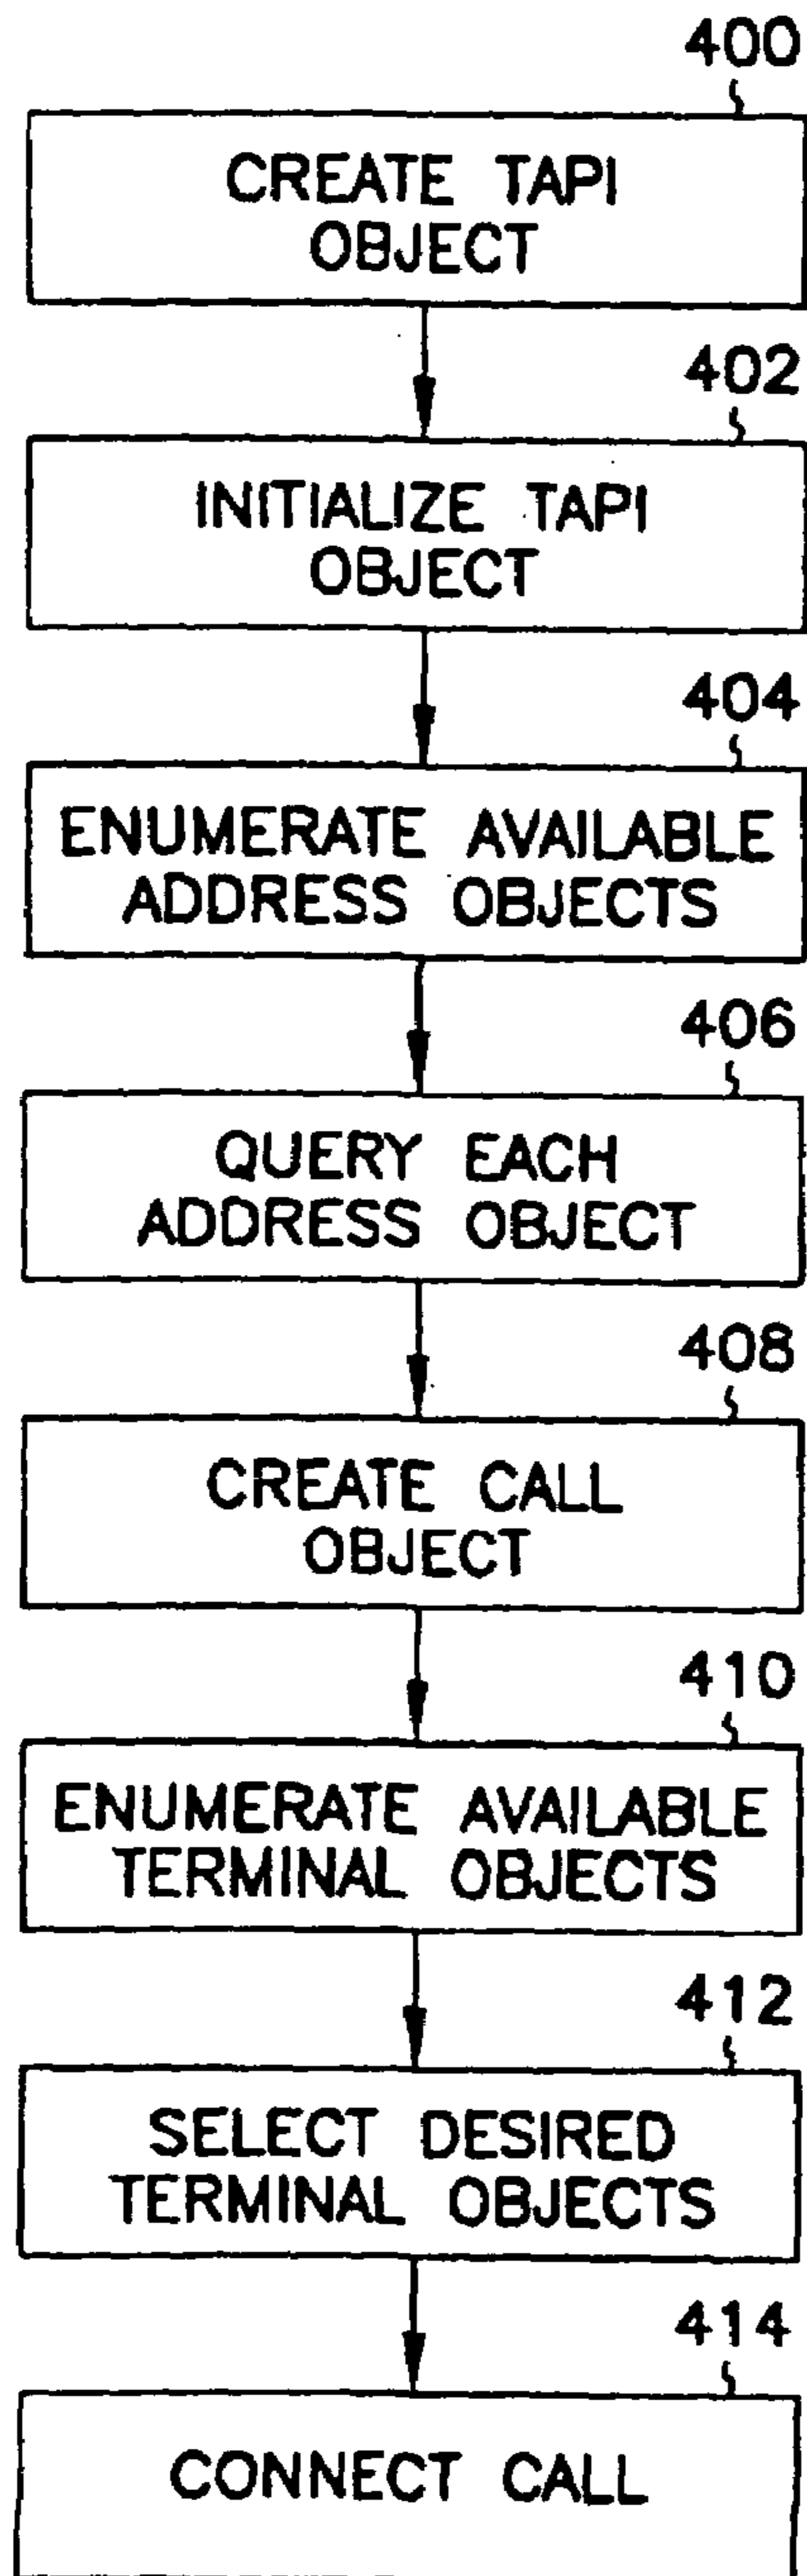 400
CREATE TAPI
OBJECT
402
INITIALIZE TAPI
OBJECT
404
ENUMERATE AVAILABLE
ADDRESS OBJECTS
406
QUERY EACH
ADDRESS OBJECT
408
CREATE CALL
OBJECT
410
ENUMERATE AVAILABLE
TERMINAL OBJECTS
412
SELECT DESIRED
TERMINAL OBJECTS
414
CONNECT CALL